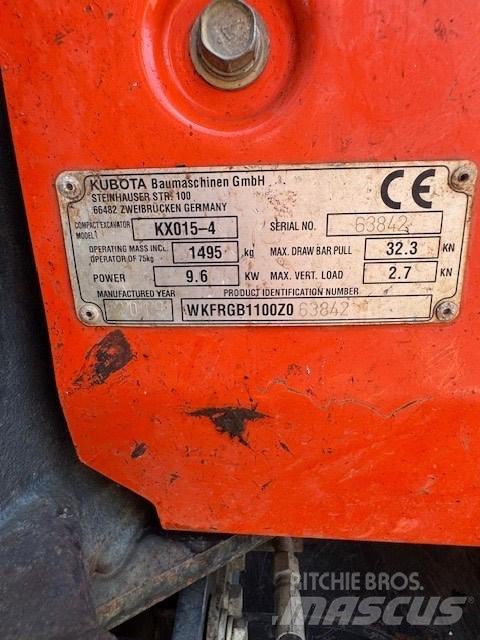 KUBOTA Baumaschinen GmbH
STEINHAUSER STR. 100
66482 ZWEIBRÜCKEN GERMANY
CE
COMPACT EXCAVATOR MODEL KX015-4 SERIAL NO. 63842
OPERATING MASS INCL. OPERATOR OF 75kg 1495 kg MAX. DRAW BAR PULL 32.3 KN
POWER 9.6 KW MAX. VERT. LOAD 2.7 KN
MANUFACTURED YEAR PRODUCT IDENTIFICATION NUMBER
WKFRGB1100Z0 63842
RITCHIE BROS.
MASCUS